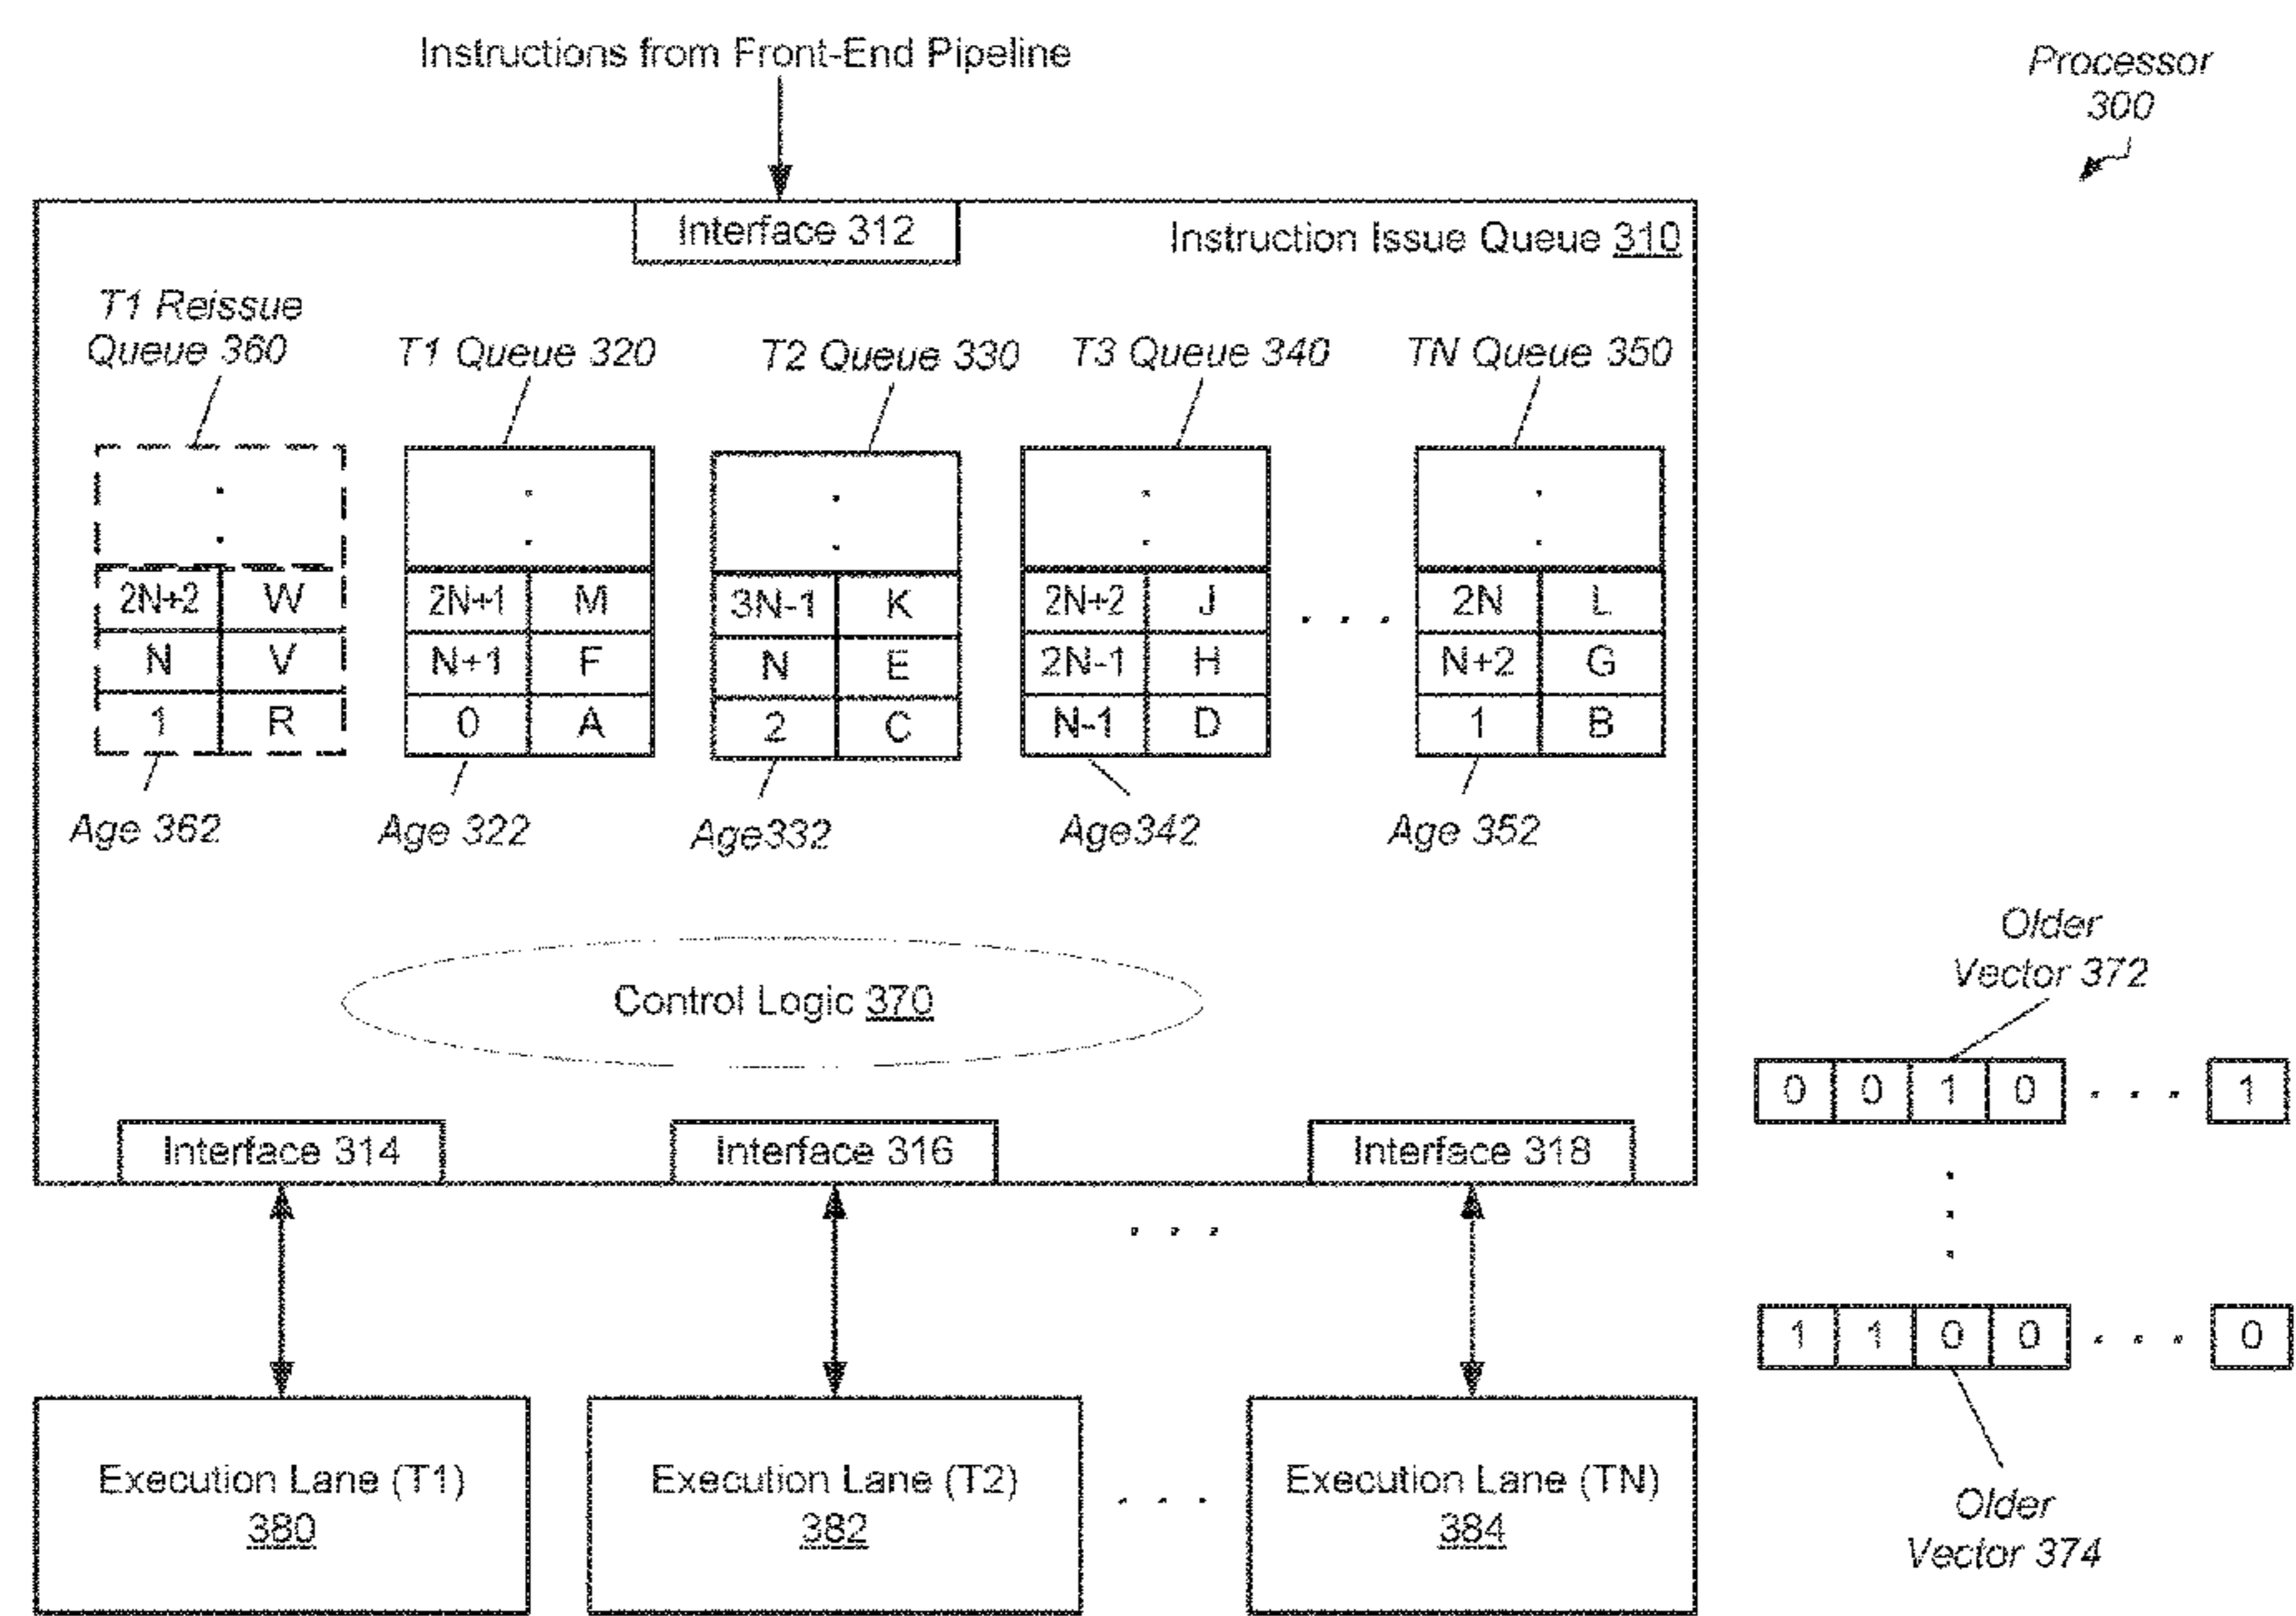 Instructions from Front-End Pipeline
Processor
300
Interface 312
Instruction Issue Queue 310
T1 Reissue
Queue 360
T1 Queue 320
T2 Queue 330
T3 Queue 340
TN Queue 350
2N+2 W
N V
1 R
2N+1 M
N+1 F
0 A
3N-1 K
N E
2 C
2N+2 J
2N-1 H
N-1 D
. . .
2N L
N+2 G
1 B
Age 362
Age 322
Age332
Age342
Age 352
Control Logic 370
Older
Vector 372
0 0 1 0 . . . 1
Interface 314
Interface 316
Interface 318
. . .
1 1 0 0 . . . 0
Older
Vector 374
Execution Lane (T1)
380
Execution Lane (T2)
382
. . .
Execution Lane (TN)
384